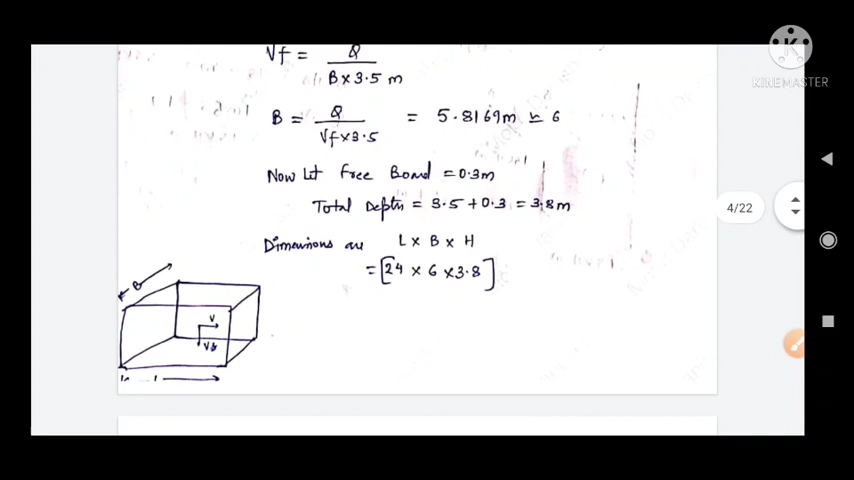 Vf = Q / B × 3.5 m
B = Q / Vf × 3.5 = 5.8169m ≃ 6
Now Let Free Board = 0.3m
Total Depth = 3.5 + 0.3 = 3.8m
Dimensions are L × B × H
= [24 × 6 × 3.8]
B
V
Vs
KINEMASTER
4/22